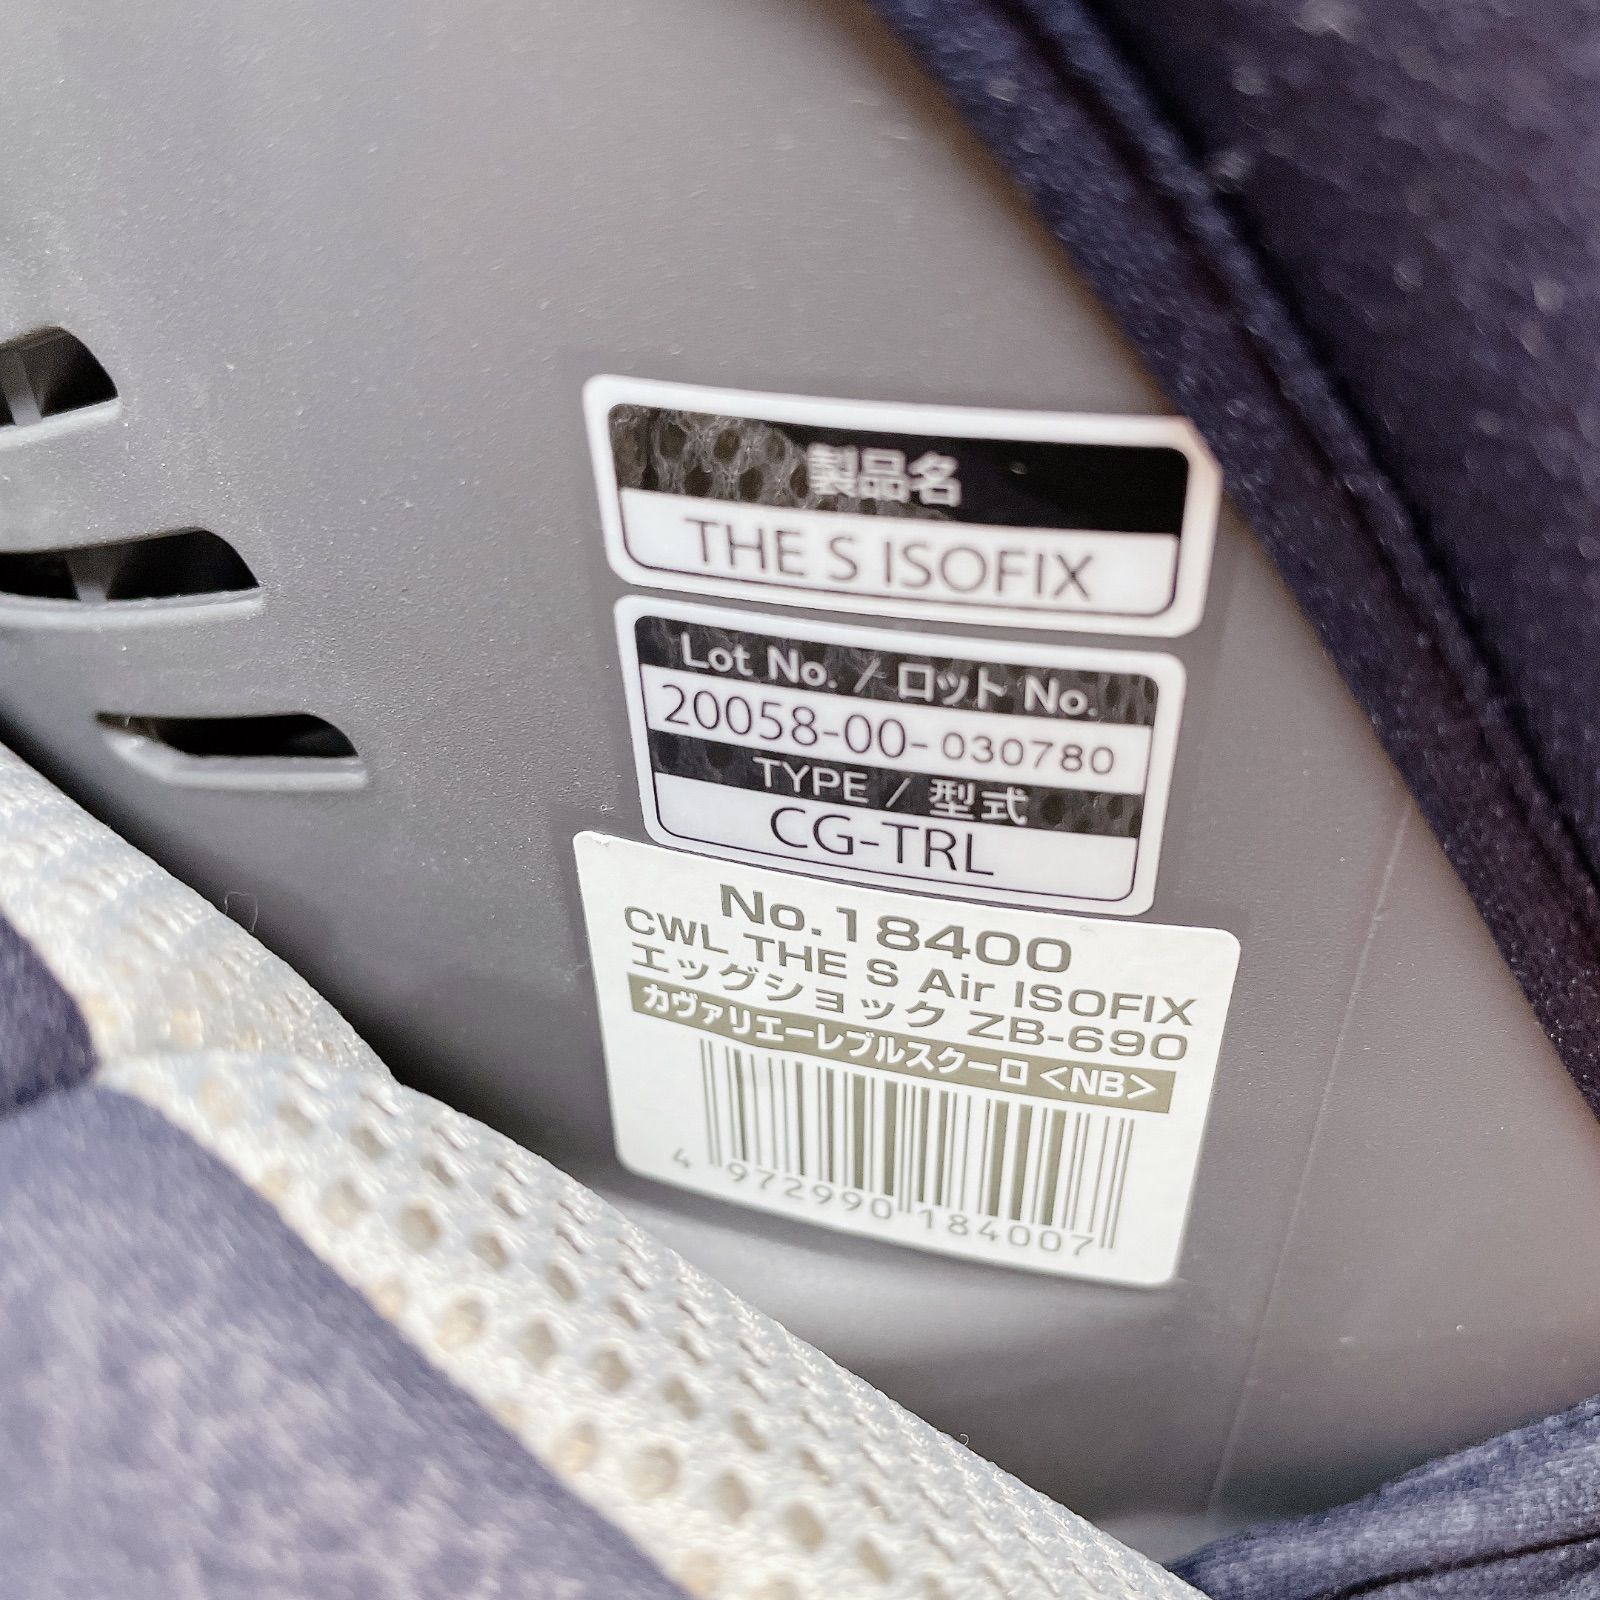 製品名
THE S ISOFIX
Lot No. / ロット No.
20058-00-030780
TYPE / 型式
CG-TRL
No.18400
CWL THE S Air ISOFIX
エッグショック ZB-690
カヴァリエーレブルスクーロ <NB>
4 972990 184007